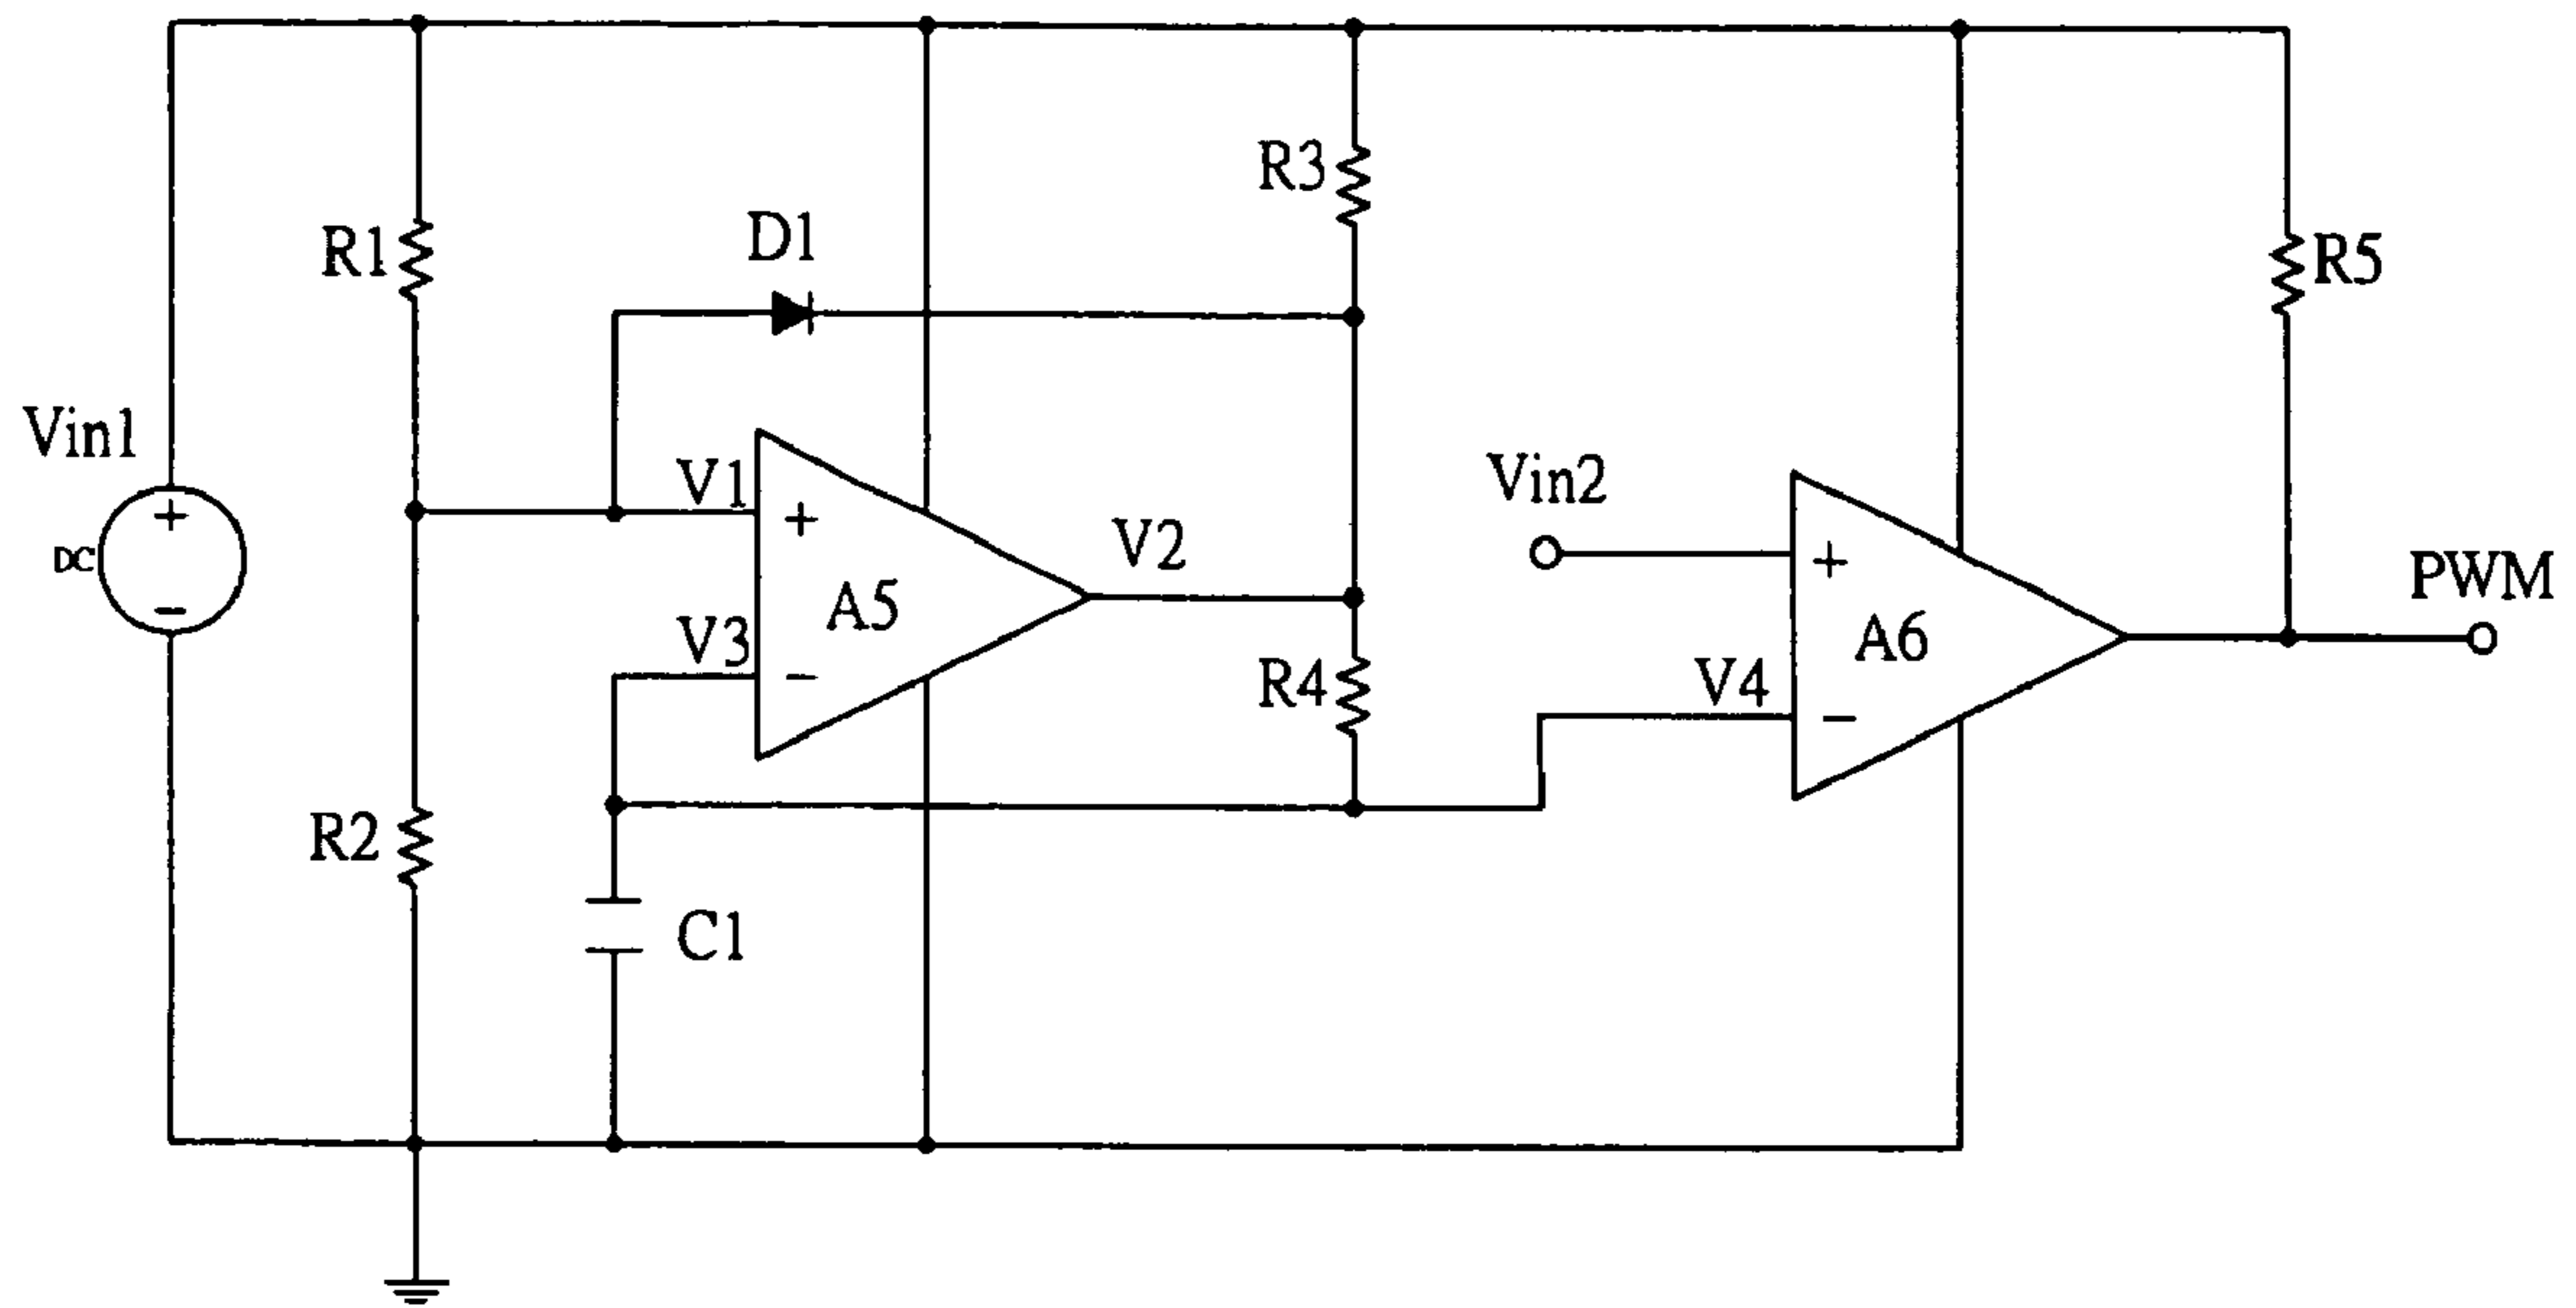 R3
D1
R1
R5
Vin1
+
DC
−
V1
+
V3
−
A5
V2
Vin2
+
V4
−
A6
PWM
R4
R2
C1